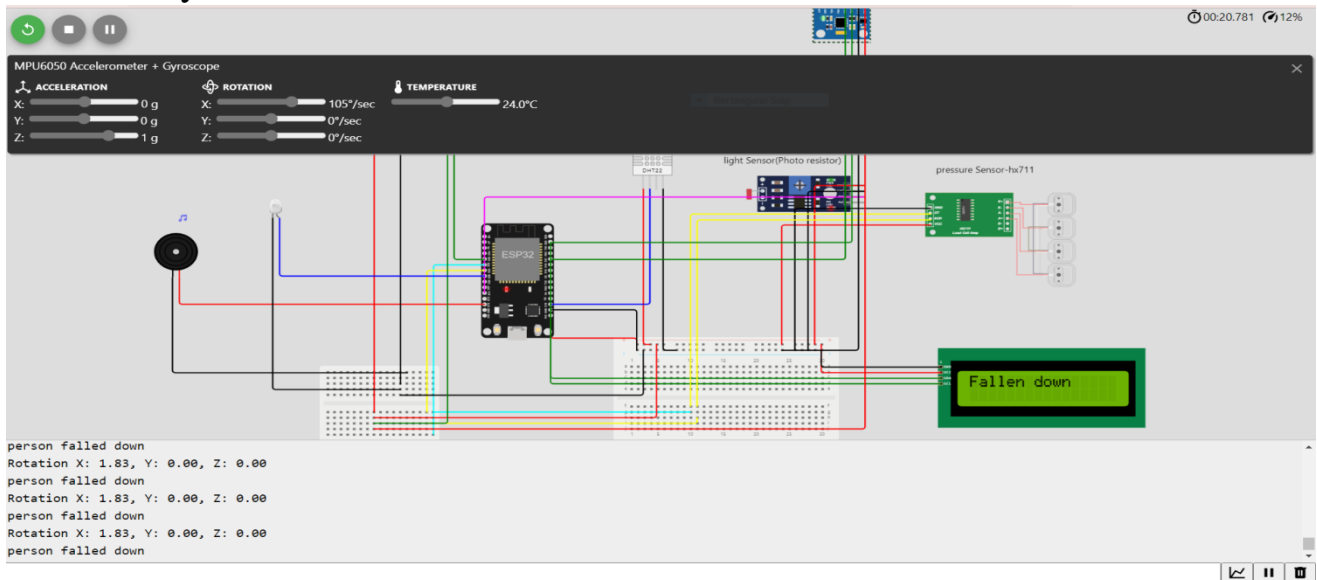 00:20.781 12%
MPU6050 Accelerometer + Gyroscope
ACCELERATION ROTATION TEMPERATURE
X: 0 g X: 105°/sec 24.0°C
Y: 0 g Y: 0°/sec
Z: 1 g Z: 0°/sec
light Sensor(Photo resistor)
DHT22
pressure Sensor-hx711
ESP32
Fallen down
person falled down
Rotation X: 1.83, Y: 0.00, Z: 0.00
person falled down
Rotation X: 1.83, Y: 0.00, Z: 0.00
person falled down
Rotation X: 1.83, Y: 0.00, Z: 0.00
person falled down